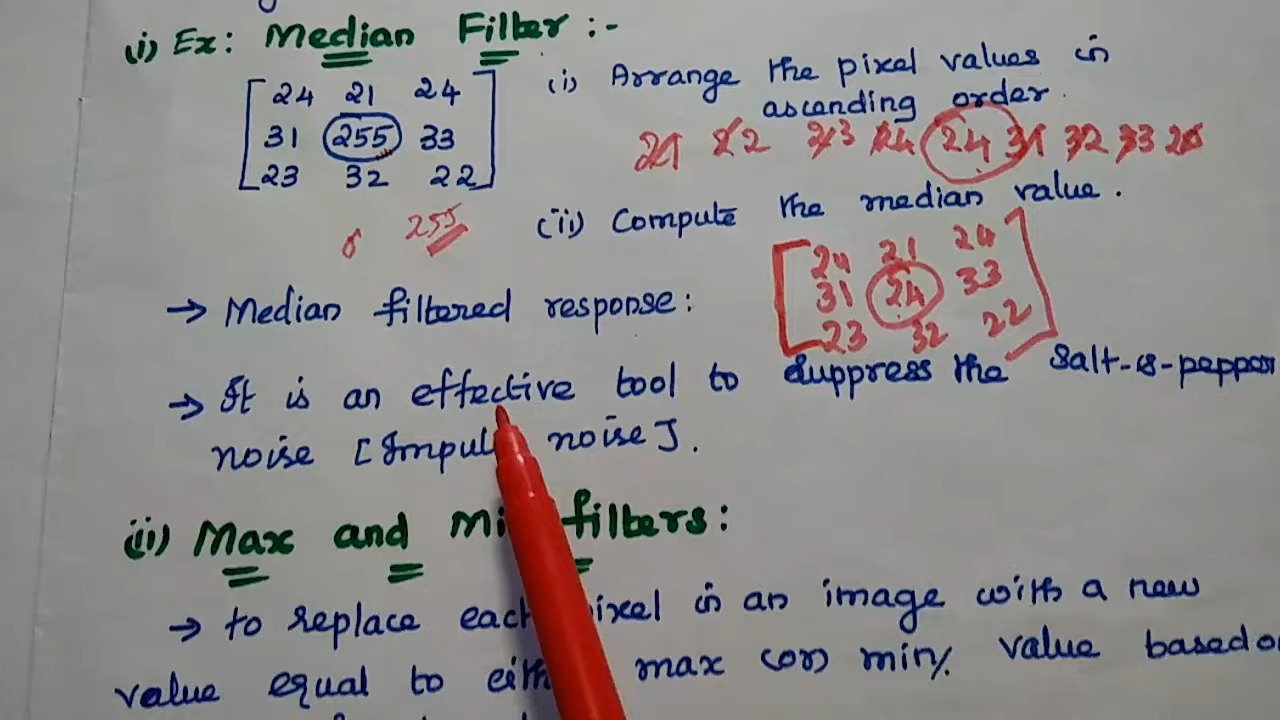 (i) Ex: Median Filter :-
24 21 24
31 255 33
23 32 22
0 255
(i) Arrange the pixel values in
ascending order.
21 22 23 24 24 31 32 33
(ii) Compute the median value.
24 21 24
31 24 33
23 32 22
→ Median filtered response:
→ It is an effective tool to suppress the Salt-&-pepper
noise [Impul noise].
(ii) Max and Mi filters:
→ to replace each pixel in an image with a new
value equal to eith max (or) min. value based o